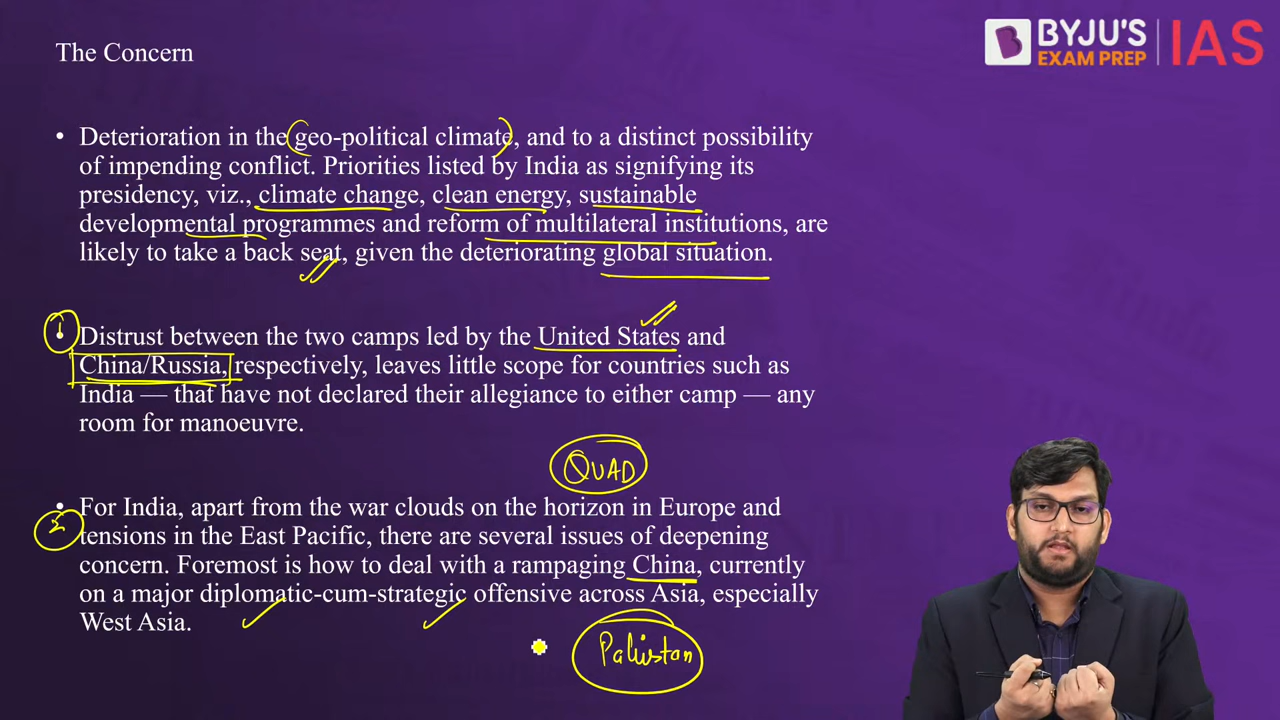 The Concern
BYJU'S
EXAM PREP
IAS
• Deterioration in the geo-political climate, and to a distinct possibility
of impending conflict. Priorities listed by India as signifying its
presidency, viz., climate change, clean energy, sustainable
developmental programmes and reform of multilateral institutions, are
likely to take a back seat, given the deteriorating global situation.
1
• Distrust between the two camps led by the United States and
China/Russia, respectively, leaves little scope for countries such as
India — that have not declared their allegiance to either camp — any
room for manoeuvre.
QUAD
• For India, apart from the war clouds on the horizon in Europe and
2
tensions in the East Pacific, there are several issues of deepening
concern. Foremost is how to deal with a rampaging China, currently
on a major diplomatic-cum-strategic offensive across Asia, especially
West Asia.
Pakistan